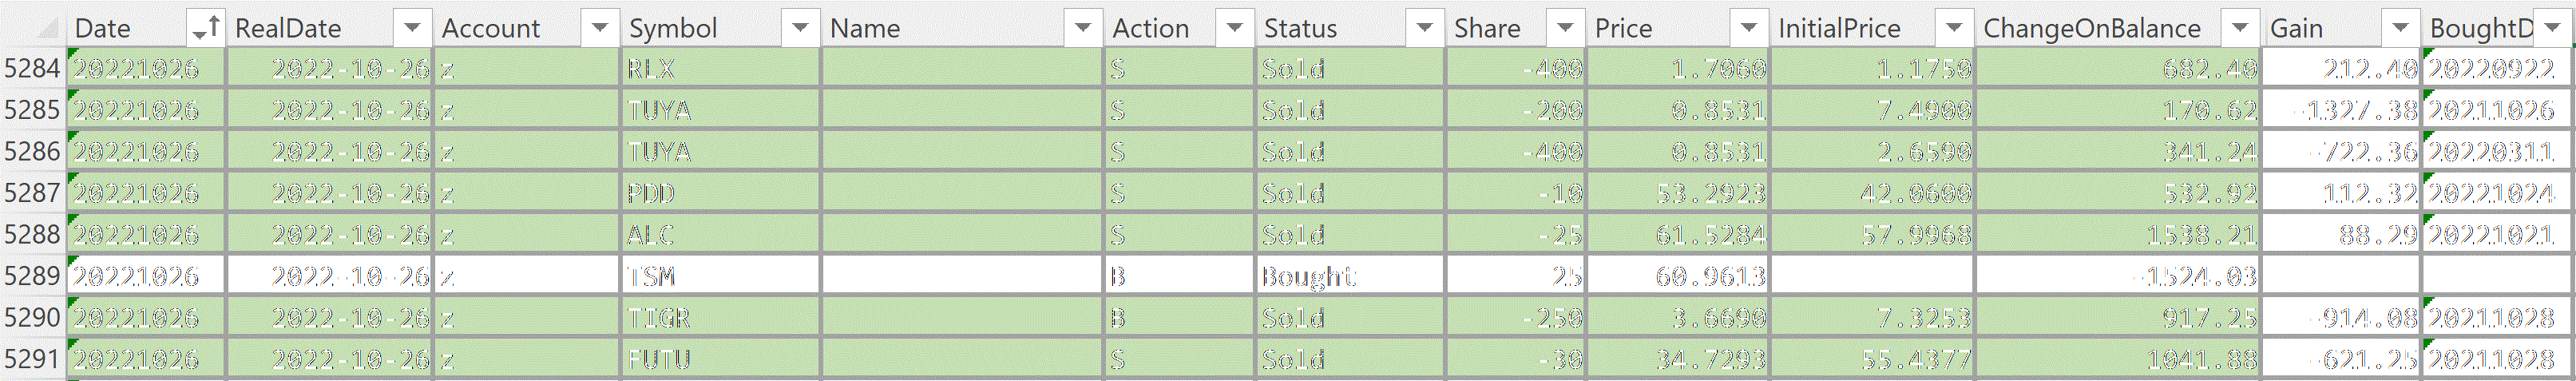 Date RealDate Account Symbol Name Action Status Share Price InitialPrice ChangeOnBalance Gain BoughtD
5284 20221026 2022-10-26 z RLX S Sold -400 1.7060 1.1750 682.40 212.40 20220922
5285 20221026 2022-10-26 z TUYA S Sold -200 0.8531 7.4900 170.62 -1327.38 20211026
5286 20221026 2022-10-26 z TUYA S Sold -400 0.8531 2.6590 341.24 -722.36 20220311
5287 20221026 2022-10-26 z PDD S Sold -10 53.2923 42.0600 532.92 112.32 20221024
5288 20221026 2022-10-26 z ALC S Sold -25 61.5284 57.9968 1538.21 88.29 20221021
5289 20221026 2022-10-26 z TSM B Bought 25 60.9613 -1524.03
5290 20221026 2022-10-26 z TIGR B Sold -250 3.6690 7.3253 917.25 -914.08 20211028
5291 20221026 2022-10-26 z FUTU S Sold -30 34.7293 55.4377 1041.88 -621.25 20211028